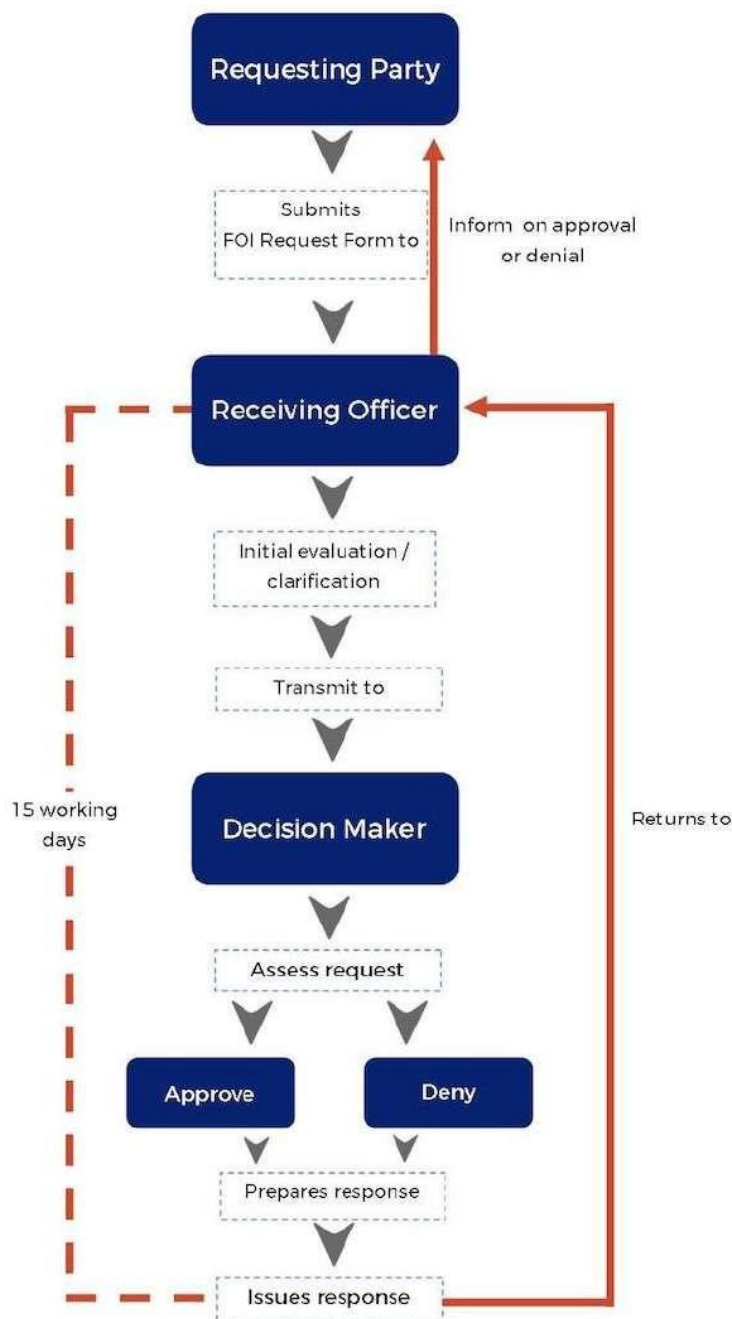 Requesting Party
Submits
FOI Request Form to
Inform on approval
or denial
Receiving Officer
Initial evaluation /
clarification
Transmit to
Decision Maker
15 working
days
Returns to
Assess request
Approve
Deny
Prepares response
Issues response